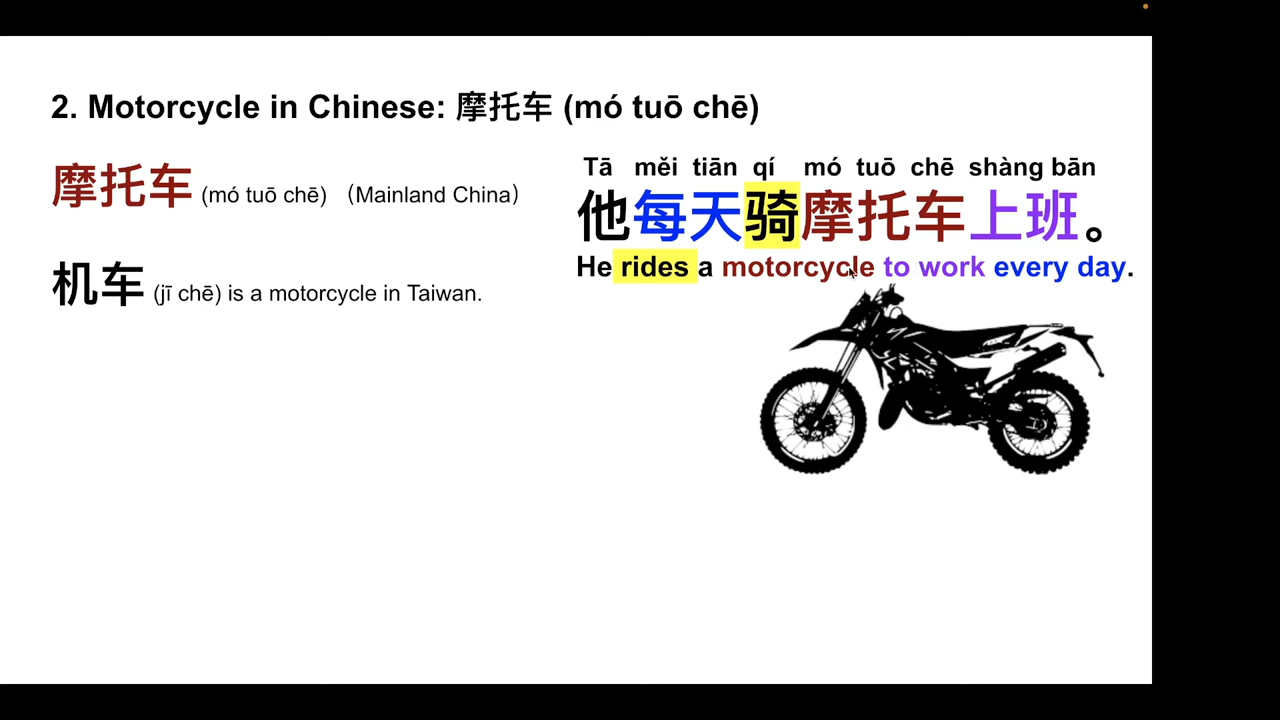 2. Motorcycle in Chinese: 摩托车 (mó tuō chē)
摩托车 (mó tuō chē) （Mainland China）
机车 (jī chē) is a motorcycle in Taiwan.
Tā měi tiān qí mó tuō chē shàng bān
他每天骑摩托车上班。
He rides a motorcycle to work every day.